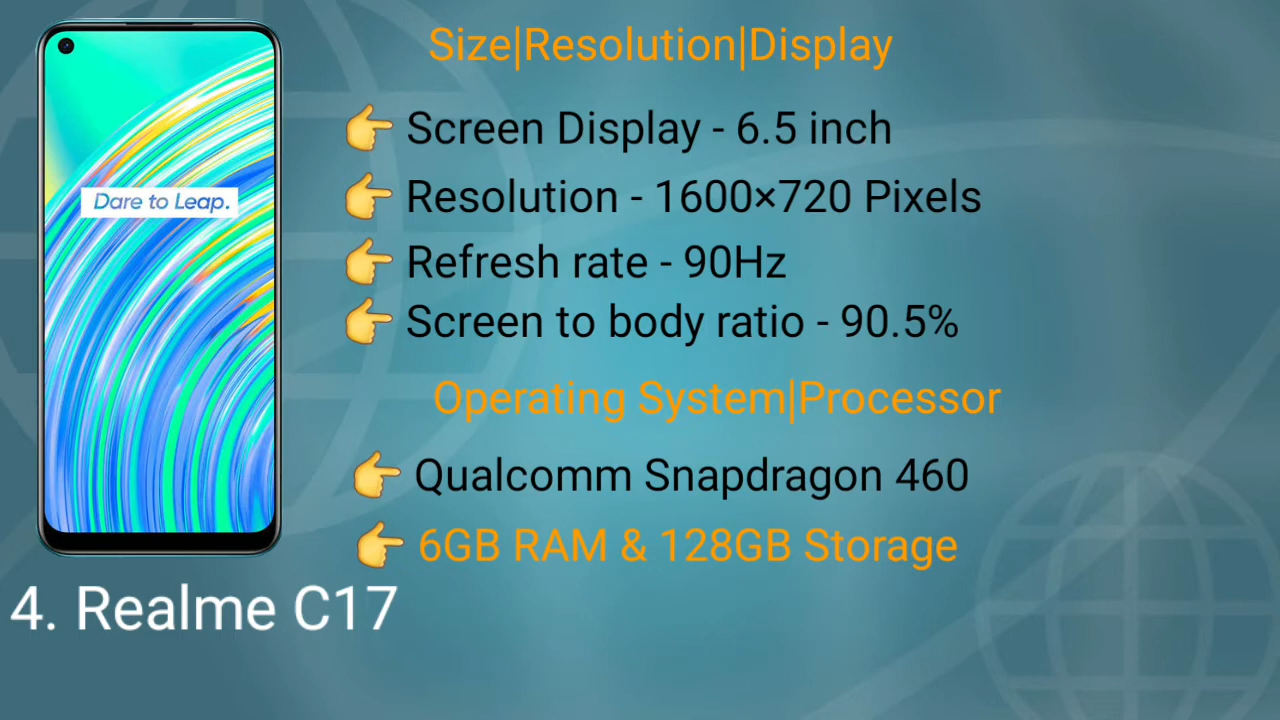 Size|Resolution|Display
👉 Screen Display - 6.5 inch
👉 Resolution - 1600×720 Pixels
👉 Refresh rate - 90Hz
👉 Screen to body ratio - 90.5%
Dare to Leap.
Operating System|Processor
👉 Qualcomm Snapdragon 460
👉 6GB RAM & 128GB Storage
4. Realme C17